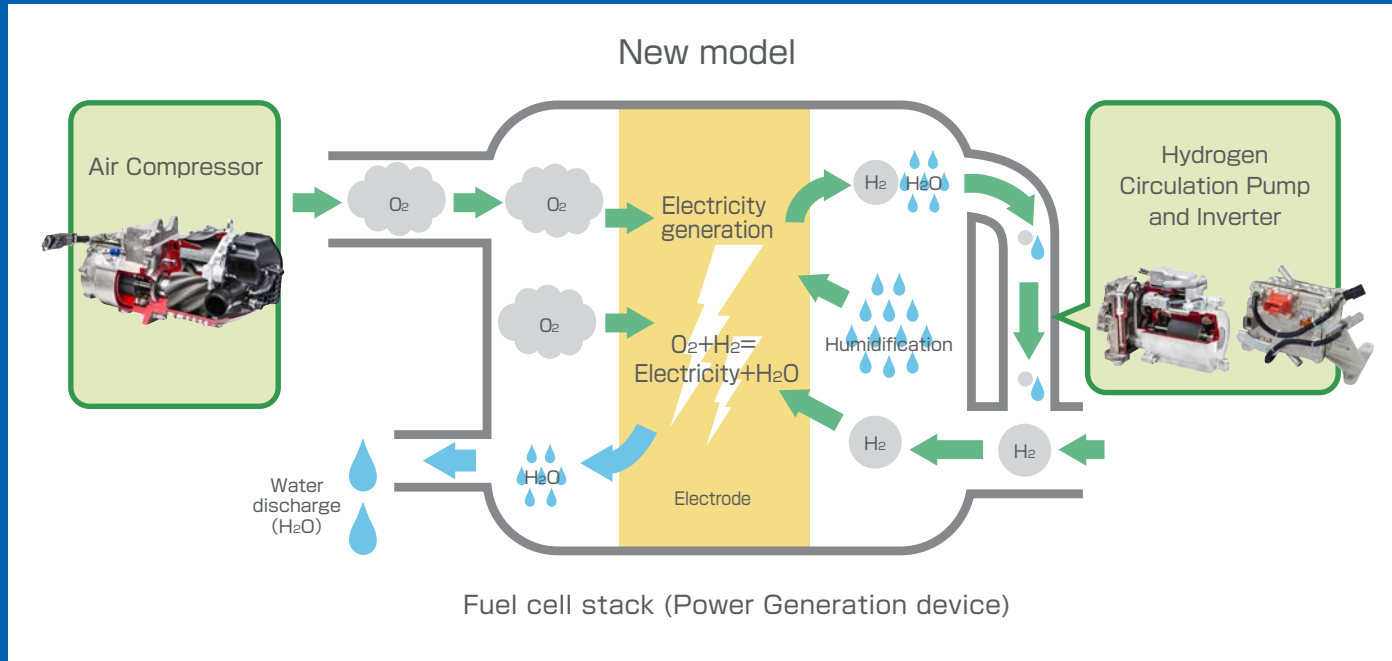 New model
Air Compressor
O₂
O₂
O₂
Electricity
generation
O₂+H₂=
Electricity+H₂O
Electrode
H₂
H₂O
Humidification
H₂
H₂
Hydrogen
Circulation Pump
and Inverter
H₂O
Water
discharge
(H₂O)
Fuel cell stack (Power Generation device)